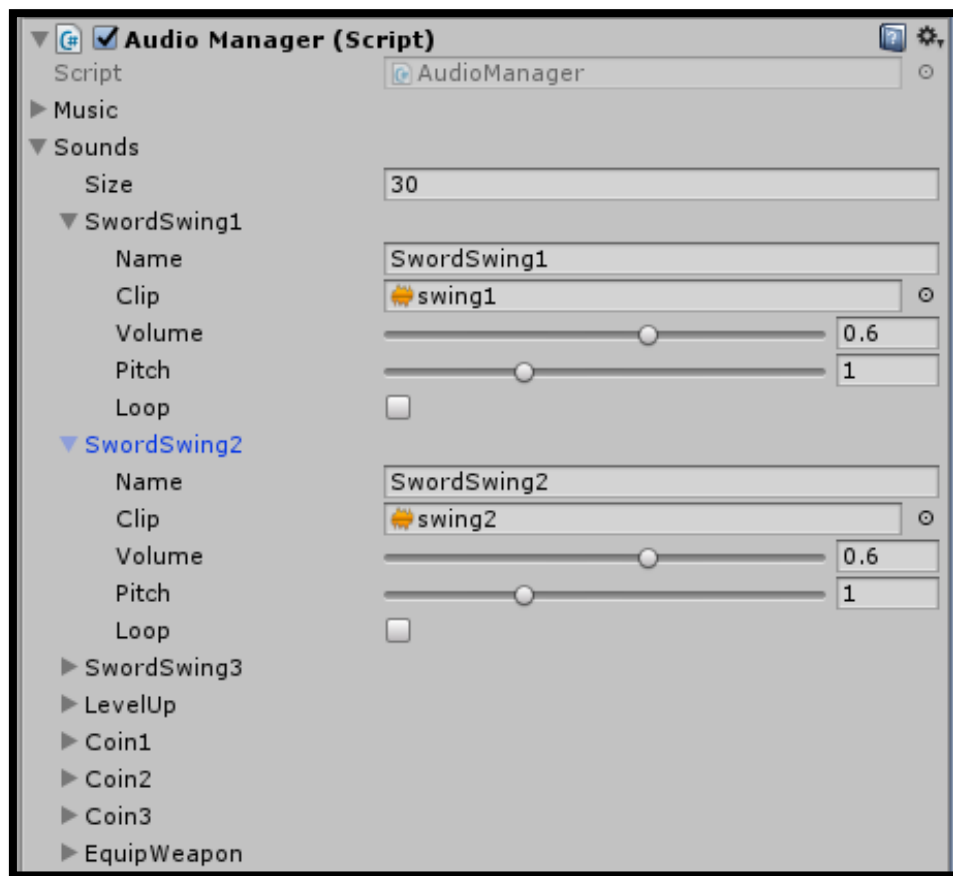 Audio Manager (Script)
Script AudioManager
Music
Sounds
Size 30
SwordSwing1
Name SwordSwing1
Clip swing1
Volume 0.6
Pitch 1
Loop
SwordSwing2
Name SwordSwing2
Clip swing2
Volume 0.6
Pitch 1
Loop
SwordSwing3
LevelUp
Coin1
Coin2
Coin3
EquipWeapon